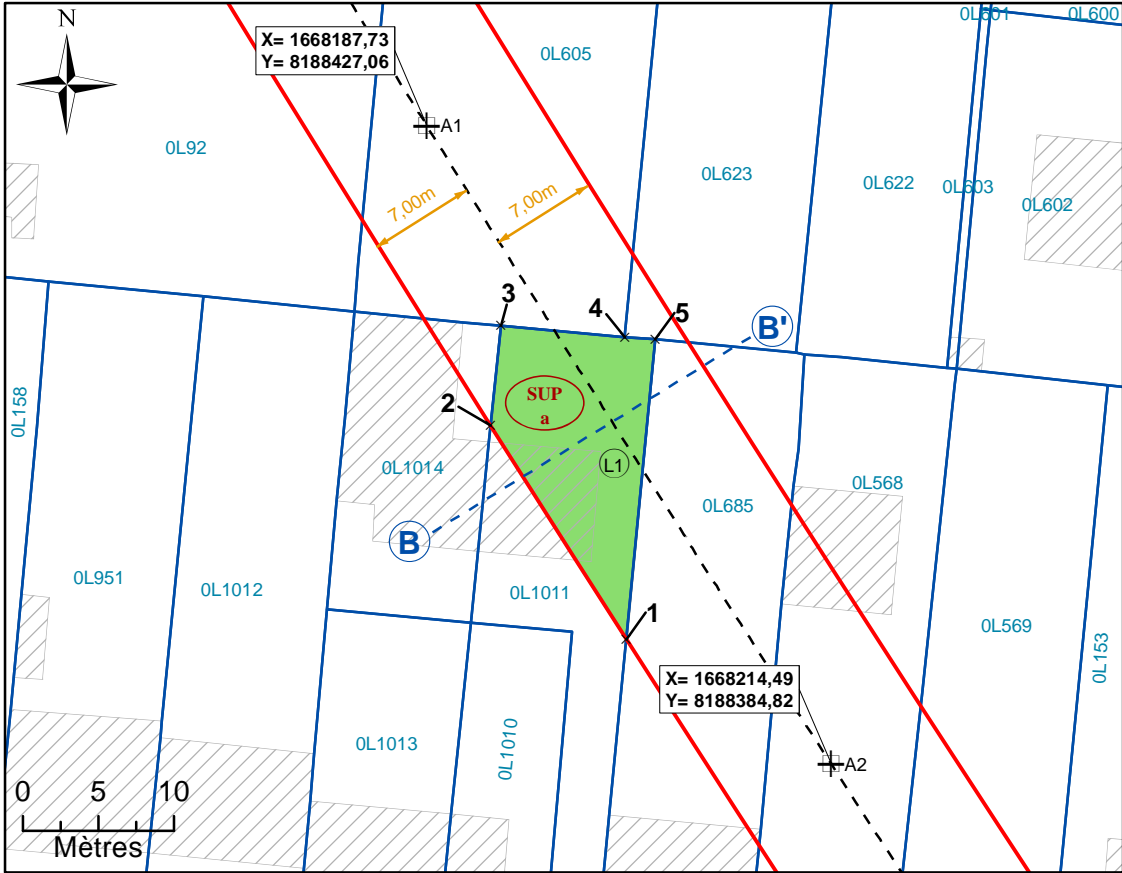 0L601
0L600
N
X= 1668187,73
Y= 8188427,06
0L605
A1
0L92
0L623
0L622
0L603
0L602
7,00m
7,00m
3
4
5
B'
SUP
a
2
0L158
0L1014
L1
0L568
0L685
B
0L951
0L1012
0L1011
1
0L569
0L153
X= 1668214,49
Y= 8188384,82
0L1013
0L1010
A2
0 5 10
Mètres